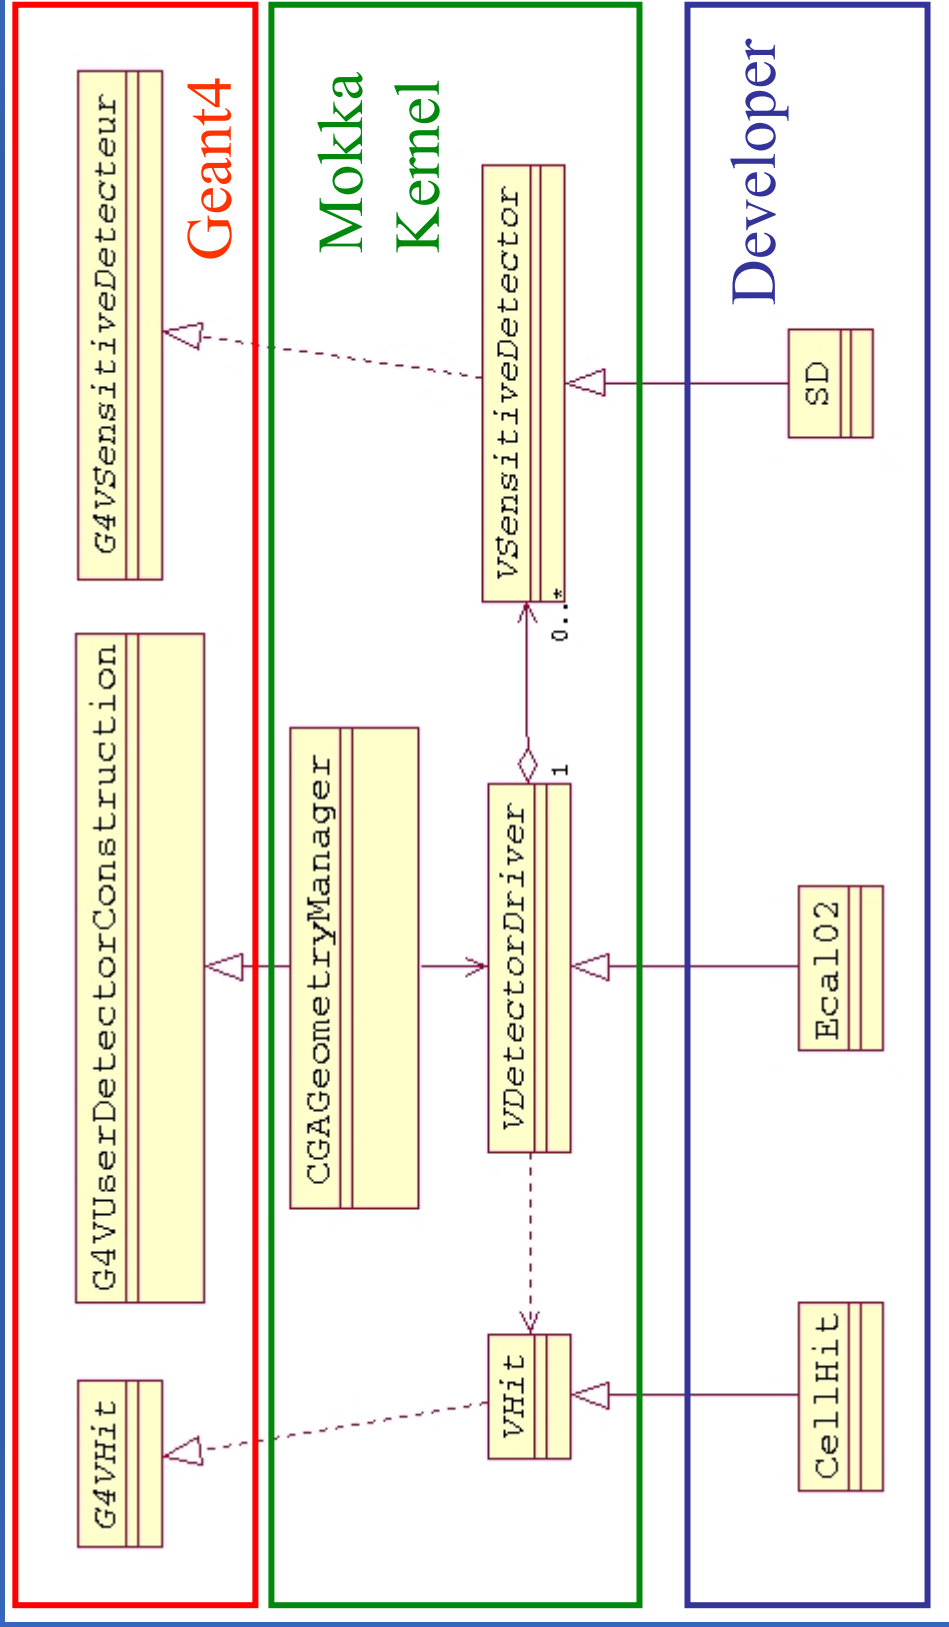 G4VHit
G4VUserDetectorConstruction
G4VSensitiveDetecteur
Geant4
CGAGeometryManager
Mokka
Kernel
VHit
VDetectorDriver
1
0..*
VSensitiveDetector
Developer
CellHit
Ecal02
SD